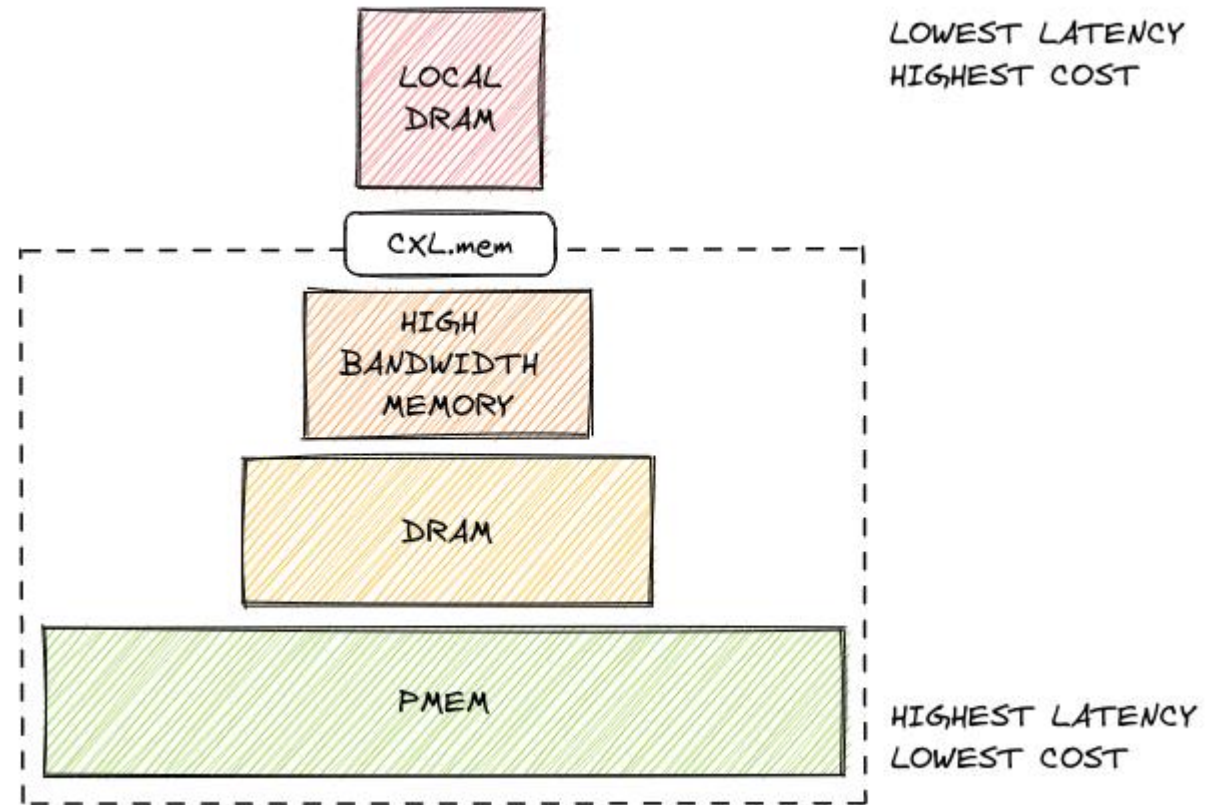 LOWEST LATENCY
HIGHEST COST
LOCAL
DRAM
CXL.mem
HIGH
BANDWIDTH
MEMORY
DRAM
PMEM
HIGHEST LATENCY
LOWEST COST